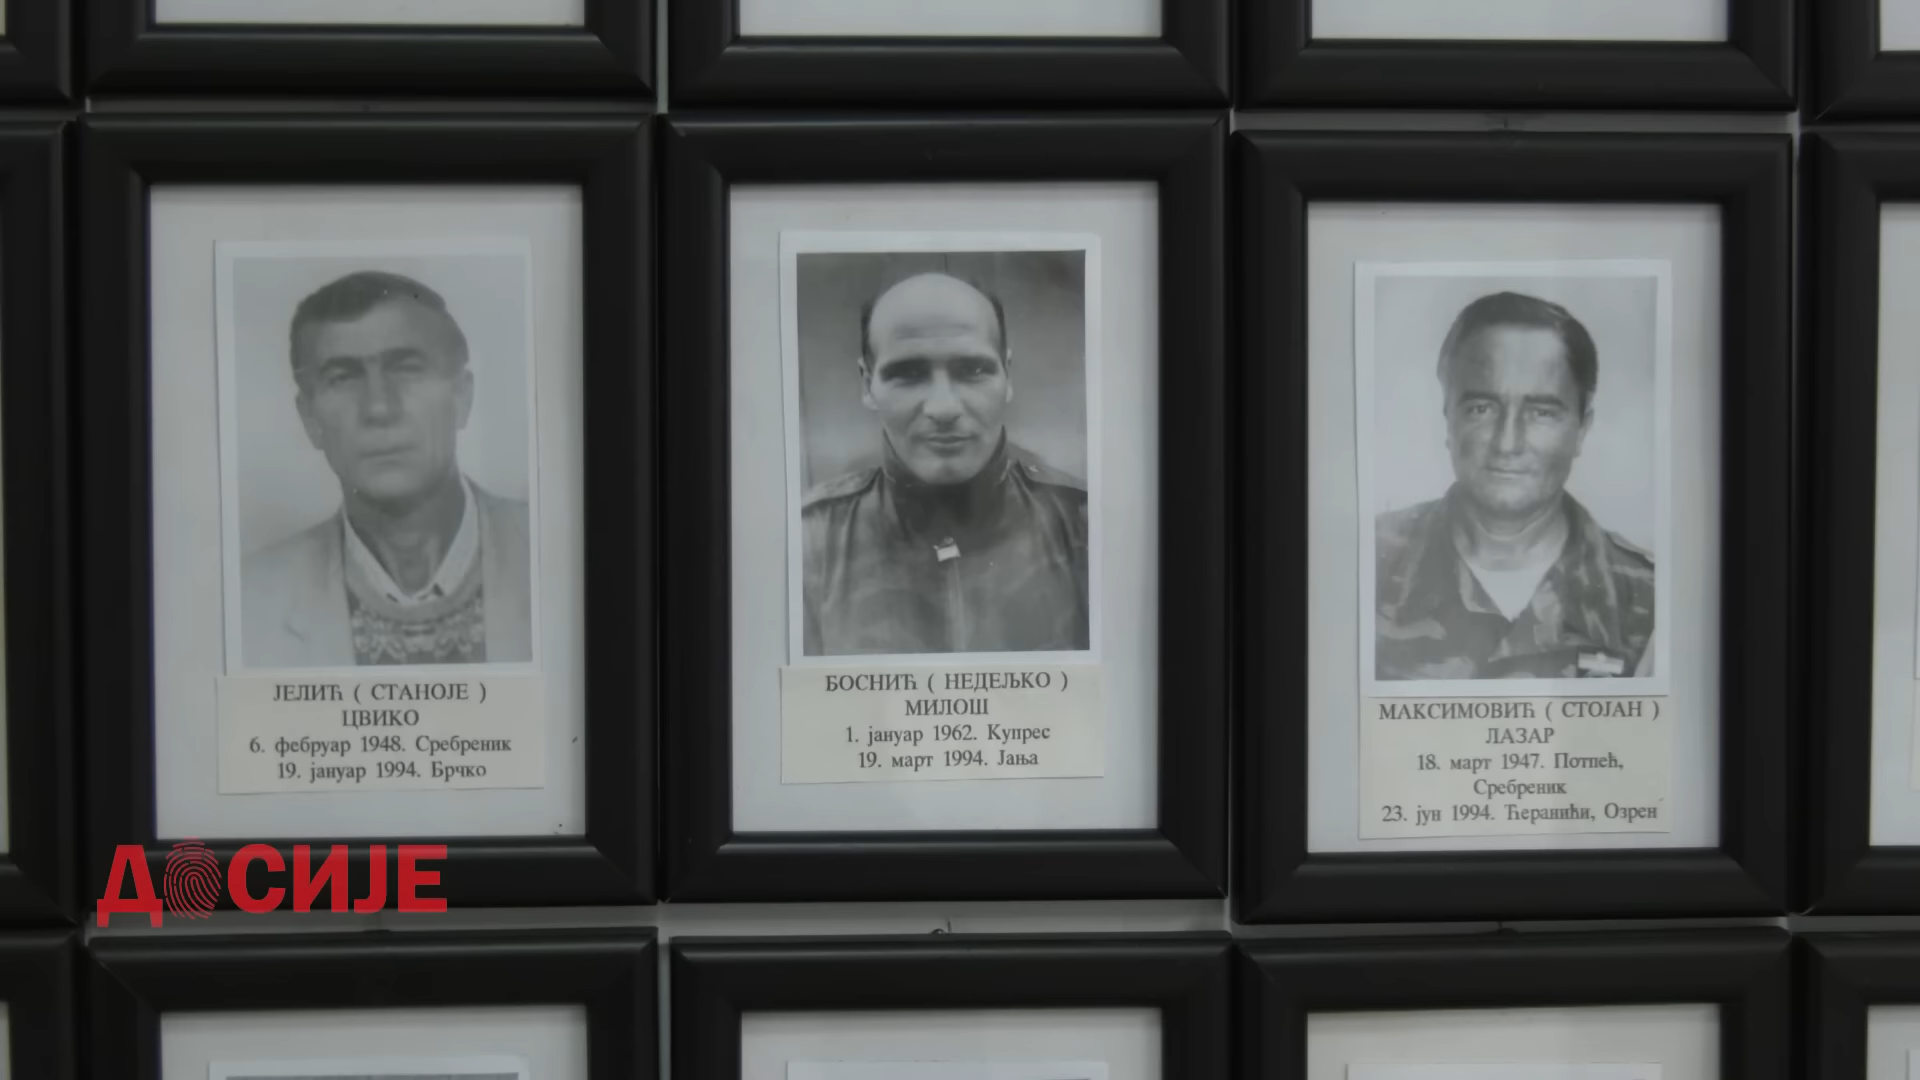 ЈЕЛИЋ ( СТАНОЈЕ )
ЦВИКО
6. фебруар 1948. Сребреник
19. јануар 1994. Брчко
БОСНИЋ ( НЕДЕЉКО )
МИЛОШ
1. јануар 1962. Купрес
19. март 1994. Јања
МАКСИМОВИЋ ( СТОЈАН )
ЛАЗАР
18. март 1947. Потпећ,
Сребреник
23. јун 1994. Ћеранићи, Озрен
ДОСИЈЕ